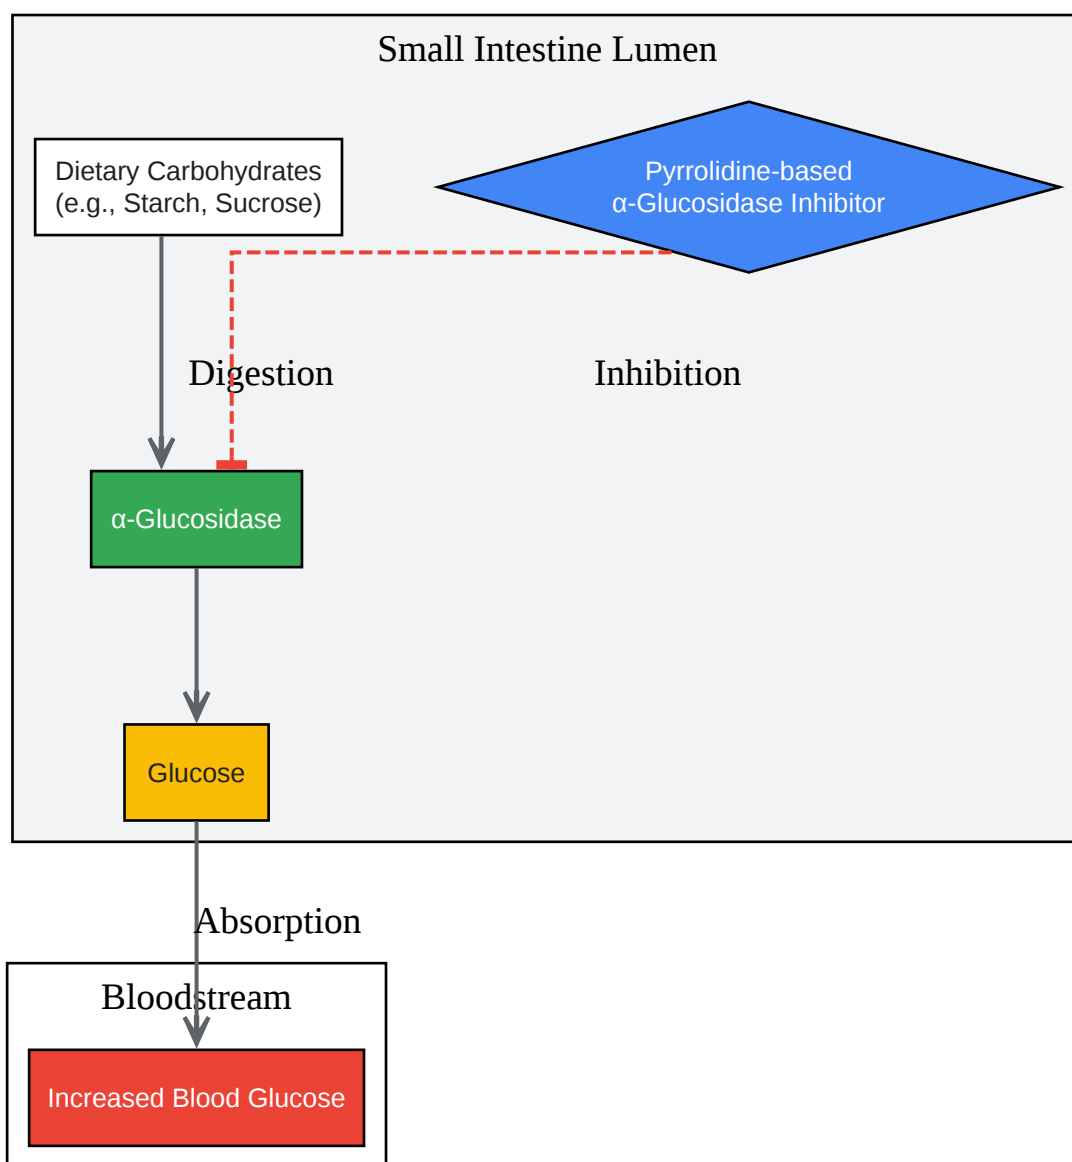 Small Intestine Lumen
Dietary Carbohydrates
(e.g., Starch, Sucrose)
Pyrrolidine-based
α-Glucosidase Inhibitor
Digestion
Inhibition
α-Glucosidase
Glucose
Absorption
Bloodstream
Increased Blood Glucose